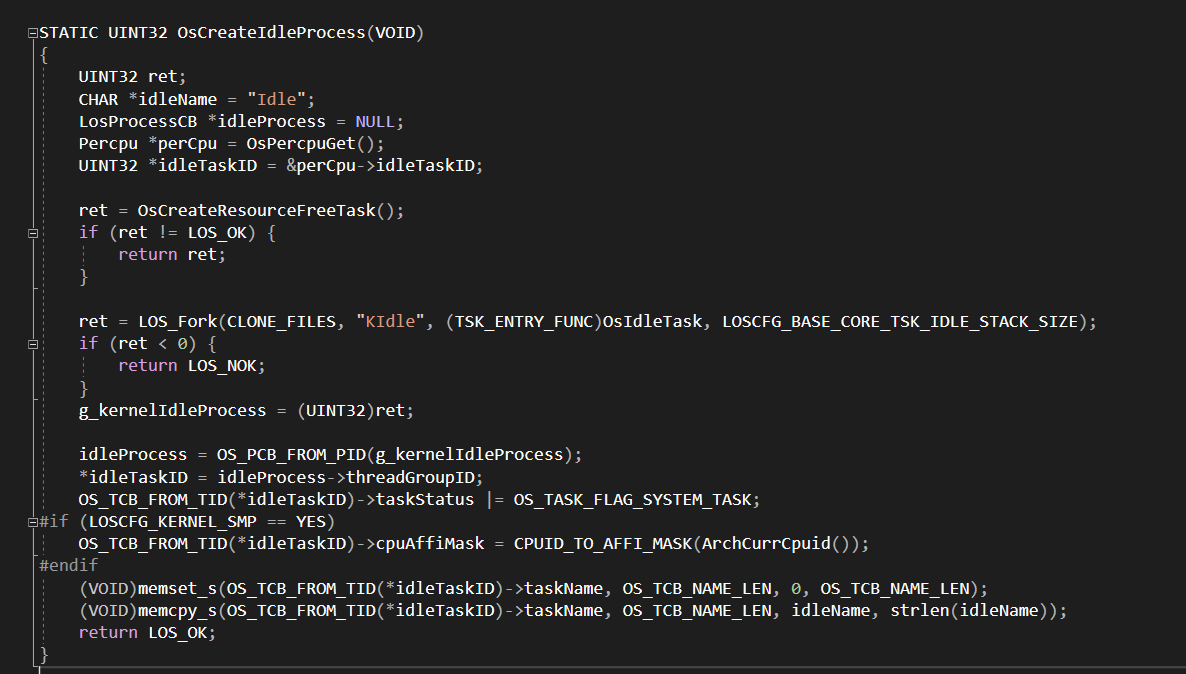 STATIC UINT32 OsCreateIdleProcess(VOID)
{
    UINT32 ret;
    CHAR *idleName = "Idle";
    LosProcessCB *idleProcess = NULL;
    Percpu *perCpu = OsPercpuGet();
    UINT32 *idleTaskID = &perCpu->idleTaskID;

    ret = OsCreateResourceFreeTask();
    if (ret != LOS_OK) {
        return ret;
    }

    ret = LOS_Fork(CLONE_FILES, "KIdle", (TSK_ENTRY_FUNC)OsIdleTask, LOSCFG_BASE_CORE_TSK_IDLE_STACK_SIZE);
    if (ret < 0) {
        return LOS_NOK;
    }
    g_kernelIdleProcess = (UINT32)ret;

    idleProcess = OS_PCB_FROM_PID(g_kernelIdleProcess);
    *idleTaskID = idleProcess->threadGroupID;
    OS_TCB_FROM_TID(*idleTaskID)->taskStatus |= OS_TASK_FLAG_SYSTEM_TASK;
#if (LOSCFG_KERNEL_SMP == YES)
    OS_TCB_FROM_TID(*idleTaskID)->cpuAffiMask = CPUID_TO_AFFI_MASK(ArchCurrCpuid());
#endif
    (VOID)memset_s(OS_TCB_FROM_TID(*idleTaskID)->taskName, OS_TCB_NAME_LEN, 0, OS_TCB_NAME_LEN);
    (VOID)memcpy_s(OS_TCB_FROM_TID(*idleTaskID)->taskName, OS_TCB_NAME_LEN, idleName, strlen(idleName));
    return LOS_OK;
}